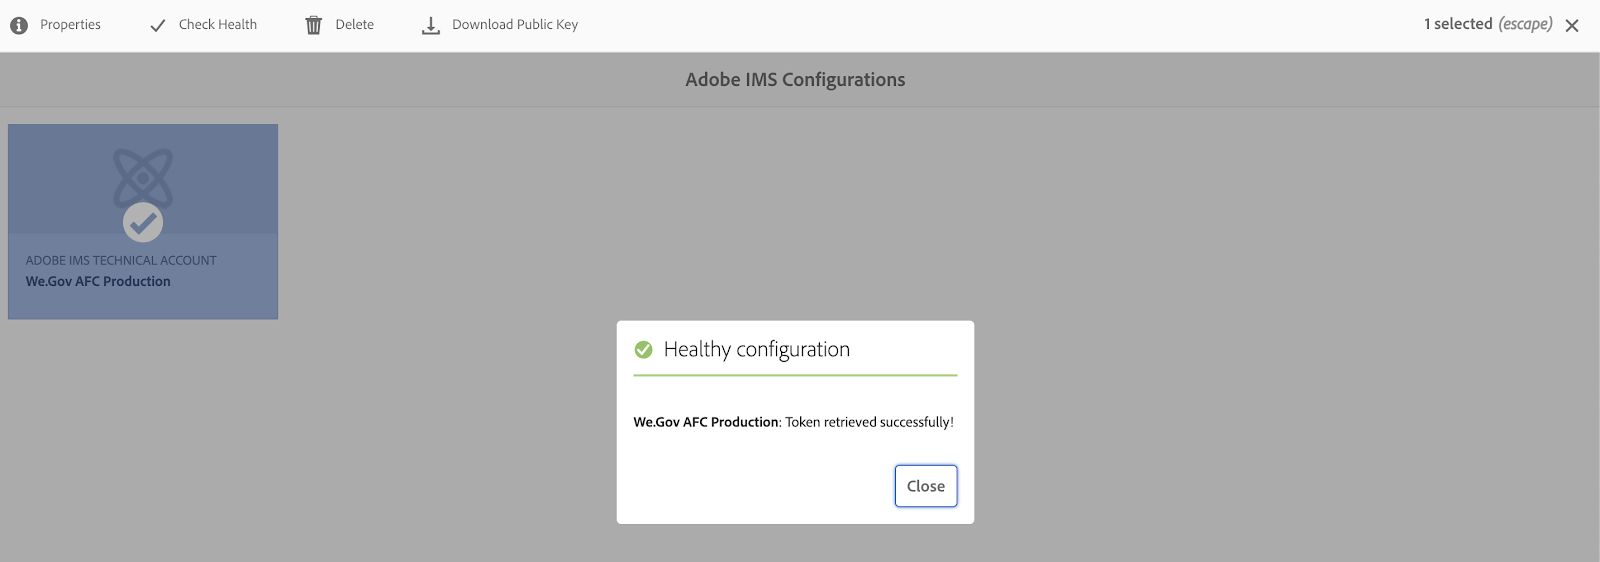 Properties Check Health Delete Download Public Key 1 selected (escape)
Adobe IMS Configurations
ADOBE IMS TECHNICAL ACCOUNT
We.Gov AFC Production
Healthy configuration
We.Gov AFC Production: Token retrieved successfully!
Close